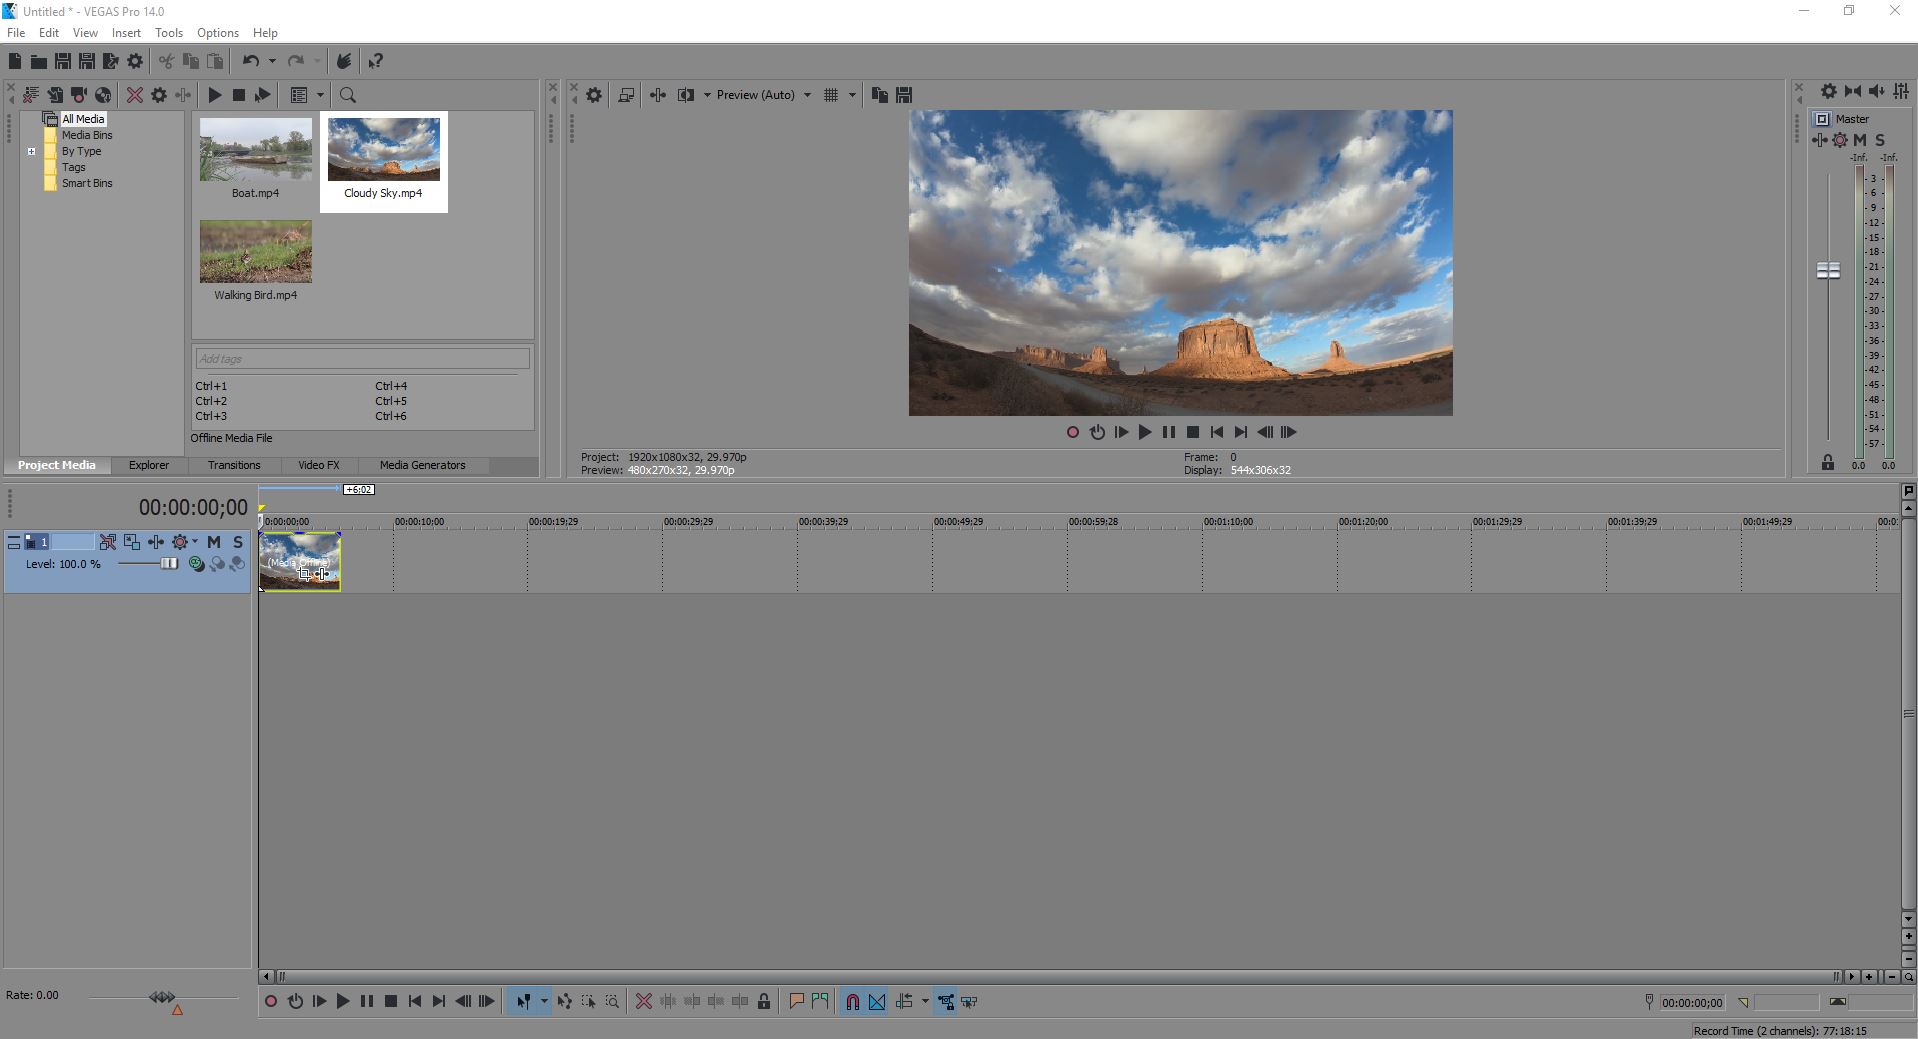 Untitled * - VEGAS Pro 14.0
File Edit View Insert Tools Options Help
Preview (Auto)
All Media
Media Bins
By Type
Tags
Smart Bins
Boat.mp4
Cloudy Sky.mp4
Walking Bird.mp4
Add tags
Ctrl+1 Ctrl+4
Ctrl+2 Ctrl+5
Ctrl+3 Ctrl+6
Offline Media File
Project Media Explorer Transitions Video FX Media Generators
Project: 1920x1080x32, 29.970p Frame: 0
Preview: 480x270x32, 29.970p Display: 544x306x32
Master
M S
-Inf. -Inf.
- 3 -
- 6 -
- 9 -
-12-
-15-
-18-
-21-
-24-
-27-
-30-
-33-
-36-
-39-
-42-
-45-
-48-
-51-
-54-
-57-
0.0 0.0
00:00:00;00
+6;02
0:00:00;00 00:00:10;00 00:00:19;29 00:00:29;29 00:00:39;29 00:00:49;29 00:00:59;28 00:01:10;00 00:01:20;00 00:01:29;29 00:01:39;29 00:01:49;29 00:0
1 M S
Level: 100.0 %
(Media Offline)
Rate: 0.00
00:00:00;00
Record Time (2 channels): 77:18:15